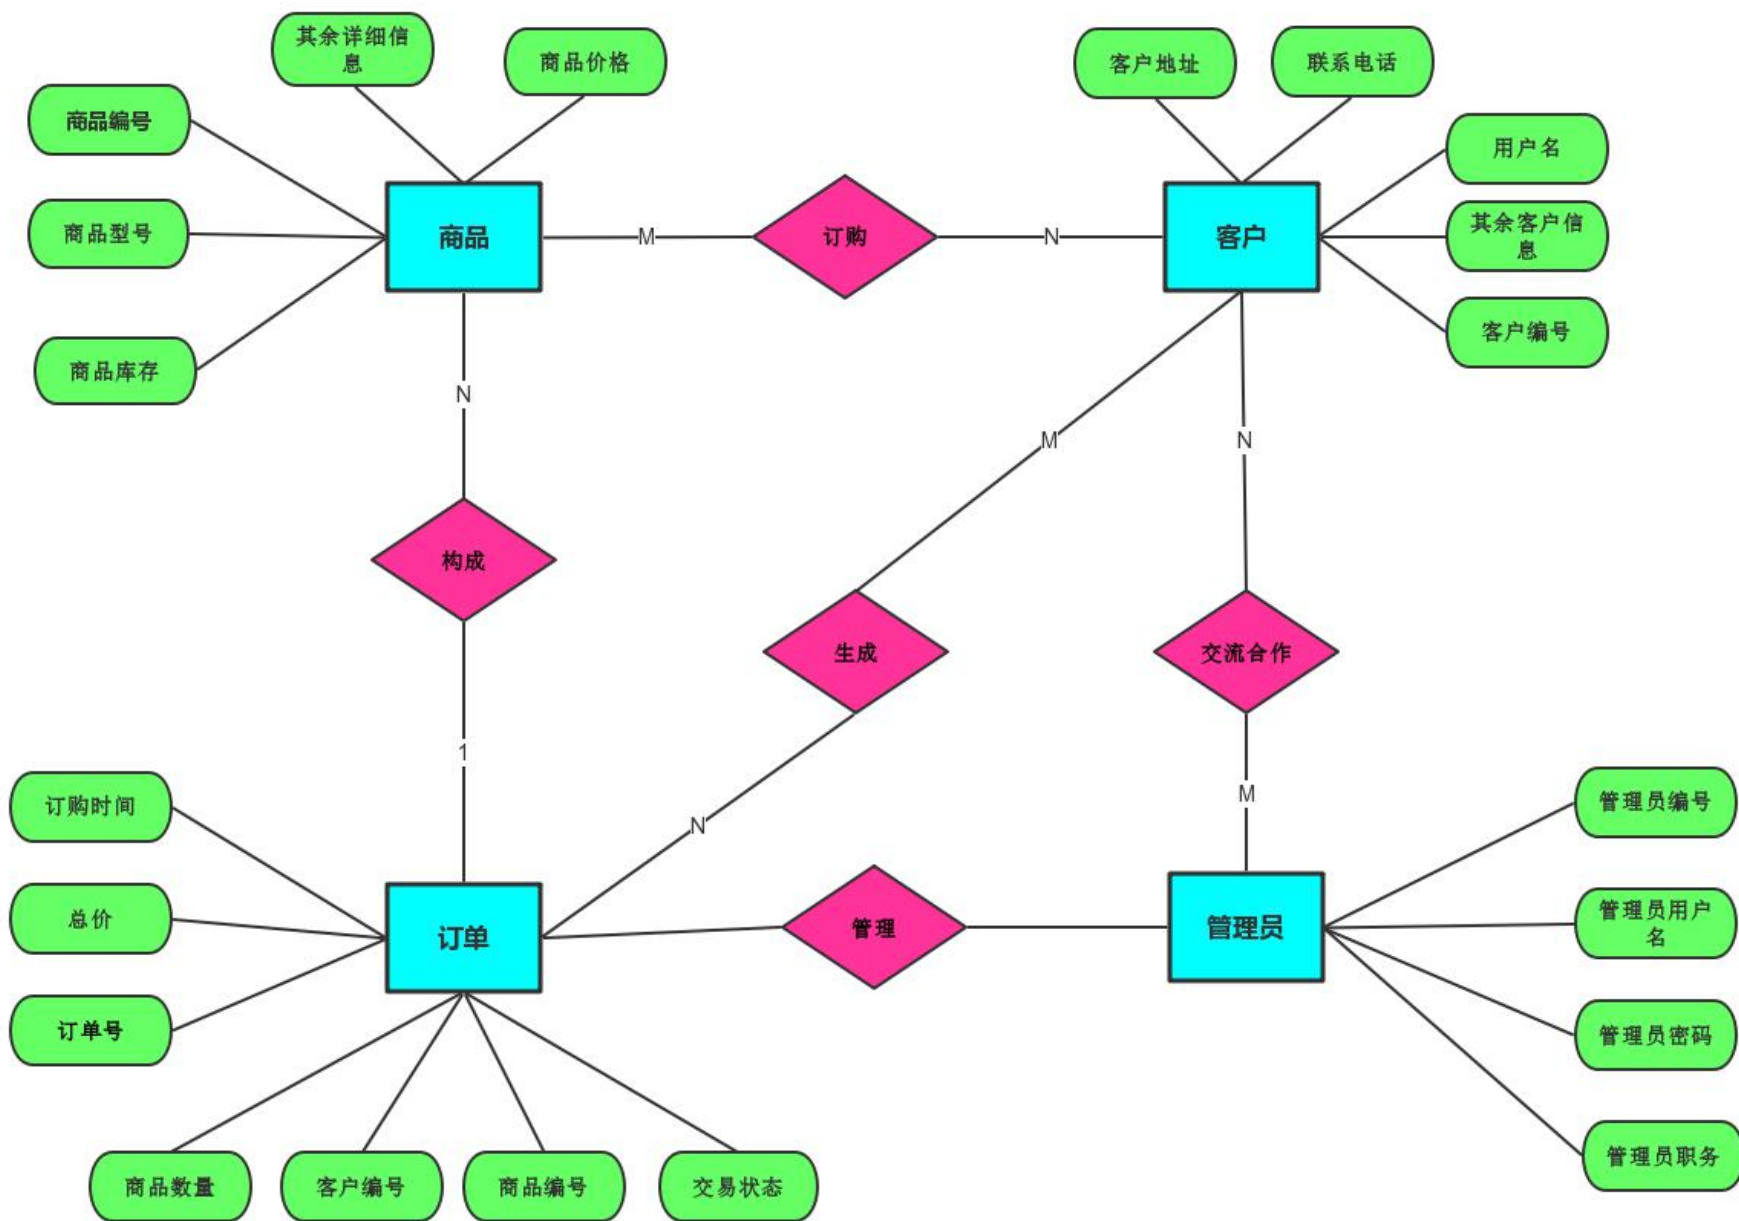 其余详细信
息
商品价格
客户地址
联系电话
商品编号
用户名
商品型号
商品
M
订购
N
客户
其余客户信
息
客户编号
商品库存
N
M
N
构成
生成
交流合作
1
M
N
订购时间
管理员编号
总价
订单
管理
管理员
管理员用户
名
订单号
管理员密码
管理员职务
商品数量
客户编号
商品编号
交易状态